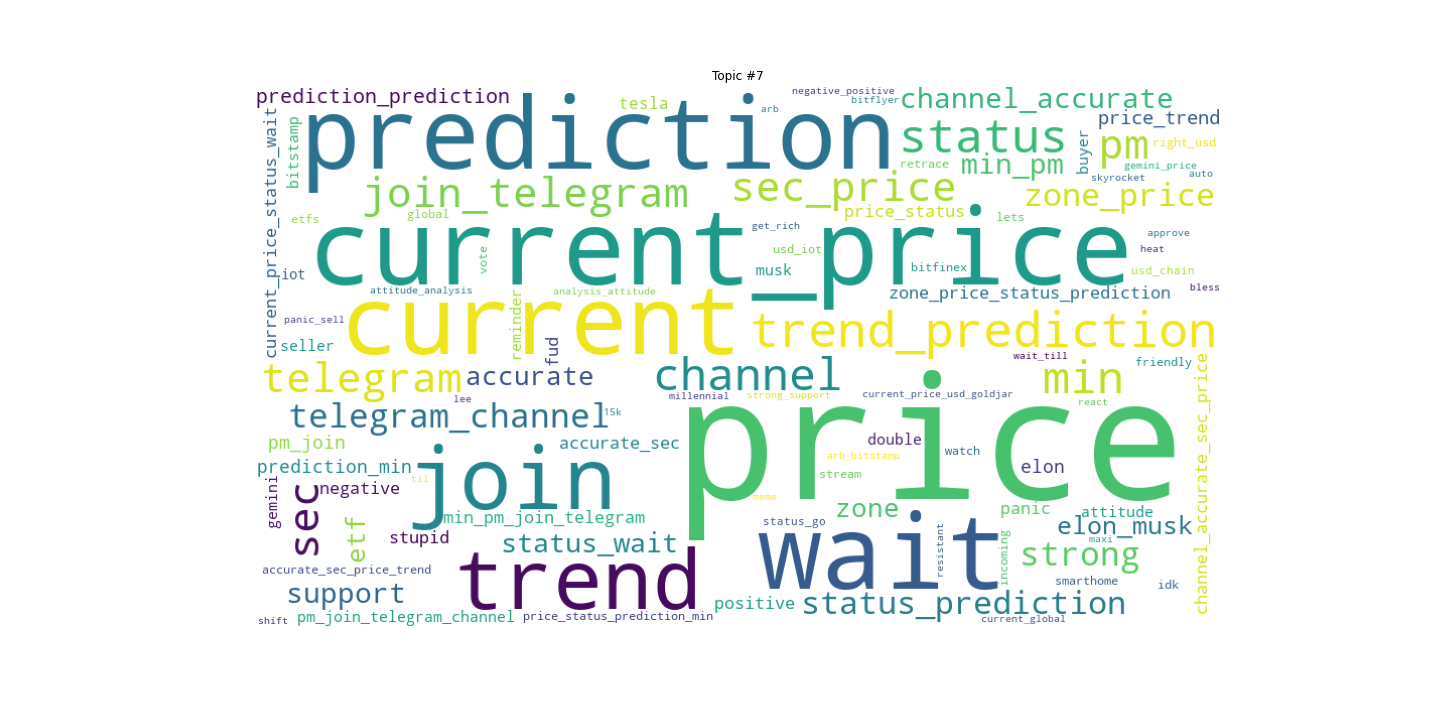 Topic #7
prediction_prediction
tesla
arb
negative_positive
bitflyer
channel_accurate
price_trend
current_price_status_wait
bitstamp
prediction
status
buyer
pm
right_usd
retrace
min_pm
gemini_price
skyrocket
auto
join_telegram
sec_price
zone_price
etfs
global
price_status
lets
current_price
get_rich
approve
vote
usd_iot
heat
iot
musk
bitfinex
usd_chain
attitude_analysis
analysis_attitude
zone_price_status_prediction
bless
current
panic_sell
reminder
trend_prediction
seller
fud
wait_till
friendly
telegram
accurate
channel
min
channel_accurate_sec_price
lee
millennial
strong_support
current_price_usd_goldjar
react
telegram_channel
15k
price
pm_join
accurate_sec
double
watch
arb_bitstamp
prediction_min
join
elon
stream
til
gemini
sec
negative
meme
zone
panic
attitude
min_pm_join_telegram
status_go
elon_musk
etf
stupid
status_wait
wait
resistant
maxi
incoming
strong
accurate_sec_price_trend
trend
smarthome
idk
support
positive
status_prediction
shift
pm_join_telegram_channel
price_status_prediction_min
current_global